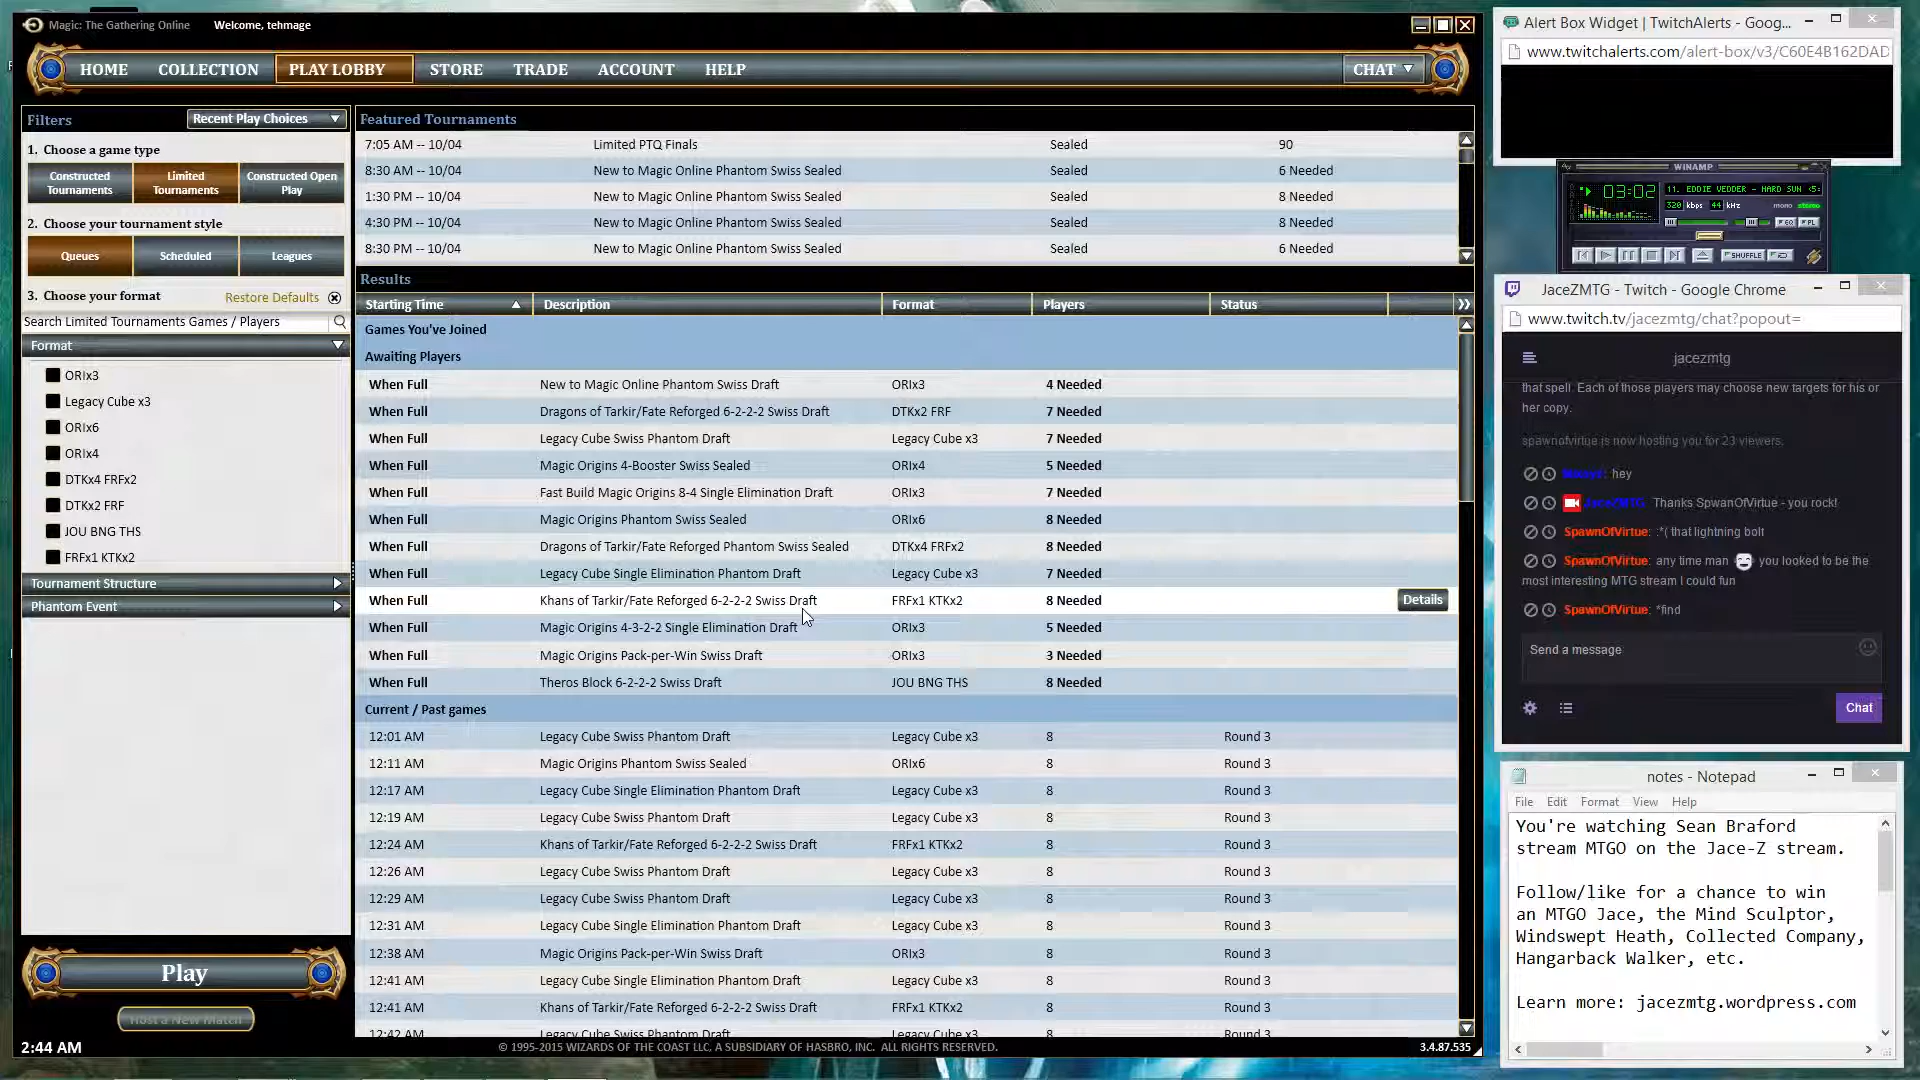 Magic: The Gathering Online
Welcome, tehmage
HOME
COLLECTION
PLAY LOBBY
STORE
TRADE
ACCOUNT
HELP
CHAT
Filters
Recent Play Choices
1. Choose a game type
Constructed Tournaments
Limited Tournaments
Constructed Open Play
2. Choose your tournament style
Queues
Scheduled
Leagues
3. Choose your format
Restore Defaults
Search Limited Tournaments Games / Players
Format
ORIx3
Legacy Cube x3
ORIx6
ORIx4
DTKx4 FRFx2
DTKx2 FRF
JOU BNG THS
FRFx1 KTKx2
Tournament Structure
Phantom Event
Play
Host a New Match
2:44 AM
Featured Tournaments
7:05 AM -- 10/04 Limited PTQ Finals Sealed 90
8:30 AM -- 10/04 New to Magic Online Phantom Swiss Sealed Sealed 6 Needed
1:30 PM -- 10/04 New to Magic Online Phantom Swiss Sealed Sealed 8 Needed
4:30 PM -- 10/04 New to Magic Online Phantom Swiss Sealed Sealed 8 Needed
8:30 PM -- 10/04 New to Magic Online Phantom Swiss Sealed Sealed 6 Needed
Results
Starting Time Description Format Players Status
Games You've Joined
Awaiting Players
When Full New to Magic Online Phantom Swiss Draft ORIx3 4 Needed
When Full Dragons of Tarkir/Fate Reforged 6-2-2-2 Swiss Draft DTKx2 FRF 7 Needed
When Full Legacy Cube Swiss Phantom Draft Legacy Cube x3 7 Needed
When Full Magic Origins 4-Booster Swiss Sealed ORIx4 5 Needed
When Full Fast Build Magic Origins 8-4 Single Elimination Draft ORIx3 7 Needed
When Full Magic Origins Phantom Swiss Sealed ORIx6 8 Needed
When Full Dragons of Tarkir/Fate Reforged Phantom Swiss Sealed DTKx4 FRFx2 8 Needed
When Full Legacy Cube Single Elimination Phantom Draft Legacy Cube x3 7 Needed
When Full Khans of Tarkir/Fate Reforged 6-2-2-2 Swiss Draft FRFx1 KTKx2 8 Needed Details
When Full Magic Origins 4-3-2-2 Single Elimination Draft ORIx3 5 Needed
When Full Magic Origins Pack-per-Win Swiss Draft ORIx3 3 Needed
When Full Theros Block 6-2-2-2 Swiss Draft JOU BNG THS 8 Needed
Current / Past games
12:01 AM Legacy Cube Swiss Phantom Draft Legacy Cube x3 8 Round 3
12:11 AM Magic Origins Phantom Swiss Sealed ORIx6 8 Round 3
12:17 AM Legacy Cube Single Elimination Phantom Draft Legacy Cube x3 8 Round 3
12:19 AM Legacy Cube Swiss Phantom Draft Legacy Cube x3 8 Round 3
12:24 AM Khans of Tarkir/Fate Reforged 6-2-2-2 Swiss Draft FRFx1 KTKx2 8 Round 3
12:26 AM Legacy Cube Swiss Phantom Draft Legacy Cube x3 8 Round 3
12:29 AM Legacy Cube Swiss Phantom Draft Legacy Cube x3 8 Round 3
12:31 AM Legacy Cube Single Elimination Phantom Draft Legacy Cube x3 8 Round 3
12:38 AM Magic Origins Pack-per-Win Swiss Draft ORIx3 8 Round 3
12:41 AM Legacy Cube Single Elimination Phantom Draft Legacy Cube x3 8 Round 3
12:41 AM Khans of Tarkir/Fate Reforged 6-2-2-2 Swiss Draft FRFx1 KTKx2 8 Round 3
12:42 AM Legacy Cube Swiss Phantom Draft Legacy Cube x3 8 Round 3
© 1995-2015 WIZARDS OF THE COAST LLC, A SUBSIDIARY OF HASBRO, INC. ALL RIGHTS RESERVED.
3.4.87.535
Alert Box Widget | TwitchAlerts - Goog...
www.twitchalerts.com/alert-box/v3/C60E4B162DAD
WINAMP
03:02
11. EDDIE VEDDER - HARD SUN <5:
320 kbps 44 kHz mono stereo
EQ PL
SHUFFLE
JaceZMTG - Twitch - Google Chrome
www.twitch.tv/jacezmtg/chat?popout=
jacezmtg
that spell. Each of those players may choose new targets for his or
her copy.
spawnofvirtue is now hosting you for 23 viewers.
: hey
JaceZMTG: Thanks SpwanOfVirtue - you rock!
SpawnOfVirtue: :*( that lightning bolt
SpawnOfVirtue: any time man you looked to be the
most interesting MTG stream I could fun
SpawnOfVirtue: *find
Send a message
Chat
notes - Notepad
File Edit Format View Help
You're watching Sean Braford
stream MTGO on the Jace-Z stream.
Follow/like for a chance to win
an MTGO Jace, the Mind Sculptor,
Windswept Heath, Collected Company,
Hangarback Walker, etc.
Learn more: jacezmtg.wordpress.com